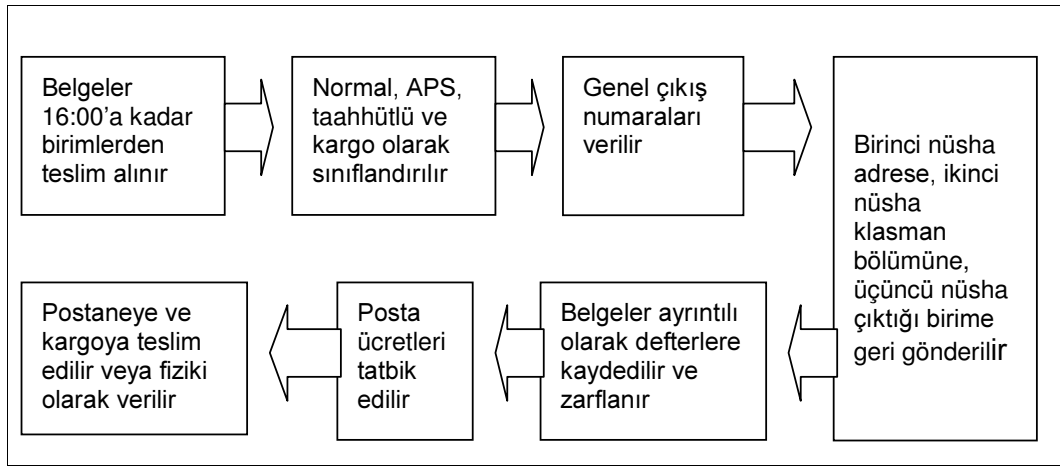 Belgeler
16:00’a kadar
birimlerden
teslim alınır
Normal, APS,
taahhütlü ve
kargo olarak
sınıflandırılır
Genel çıkış
numaraları
verilir
Birinci nüsha
adrese, ikinci
nüsha
klasman
bölümüne,
üçüncü nüsha
çıktığı birime
geri gönderilir
Belgeler ayrıntılı
olarak defterlere
kaydedilir ve
zarflanır
Posta
ücretleri
tatbik
edilir
Postaneye ve
kargoya teslim
edilir veya fiziki
olarak verilir